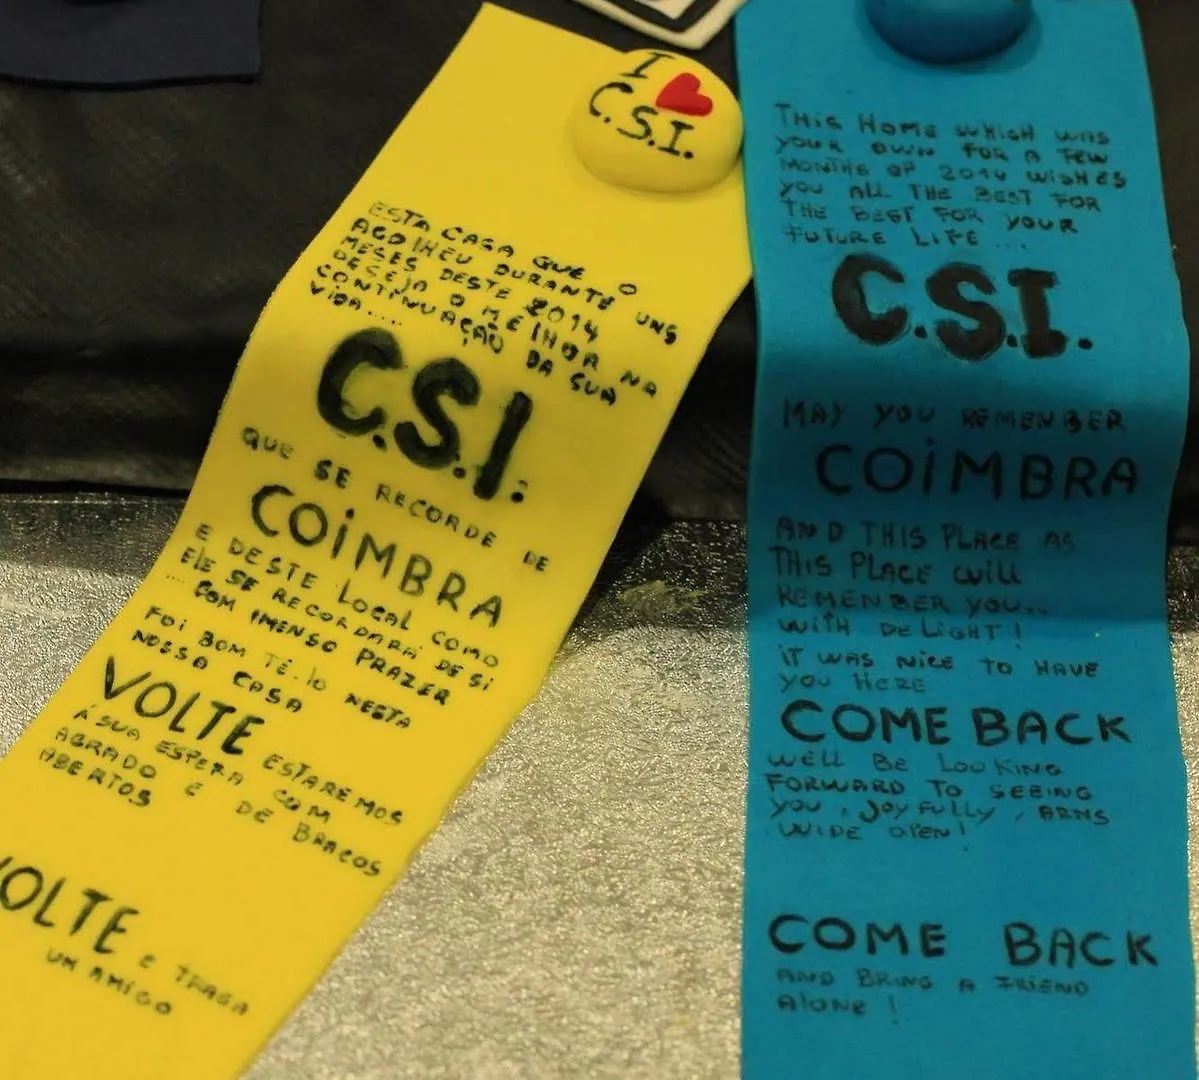 I ♥
C.S.I.
ESTA CASA QUE O
ACOLHEU DURANTE UNS
MESES DESTE 2014
DESEJA O MELHOR NA
CONTINUAÇÃO DA SUA
VIDA.....
C.S.I.
QUE SE RECORDE DE
COIMBRA
E DESTE LOCAL COMO
ELE SE RECORDARÁ DE SI
.... COM IMENSO PRAZER
FOI BOM TÊ.lo NESTA
NOSSA CASA
VOLTE ESTAREMOS
À SUA ESPERA COM
AGRADO E DE BRAÇOS
ABERTOS
VOLTE E TRAGA
UM AMIGO
THIS HOME WHICH WAS
YOUR OWN FOR A FEW
MONTHS OF 2014 WISHES
YOU ALL THE BEST FOR
THE BEST FOR YOUR
FUTURE LIFE ....
C.S.I.
MAY YOU REMENBER
COIMBRA
AND THIS PLACE AS
THIS PLACE WILL
REMENBER YOU...
WITH DELIGHT!
IT WAS NICE TO HAVE
YOU HERE
COME BACK
WE'LL BE LOOKING
FORWARD TO SEEING
YOU, JOYFULLY, ARMS
WIDE OPEN!
COME BACK
AND BRING A FRIEND
ALONE!